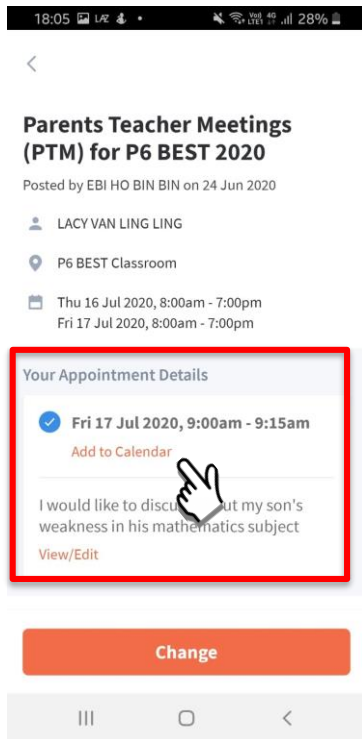 18:05
28%
Parents Teacher Meetings
(PTM) for P6 BEST 2020
Posted by EBI HO BIN BIN on 24 Jun 2020
LACY VAN LING LING
P6 BEST Classroom
Thu 16 Jul 2020, 8:00am - 7:00pm
Fri 17 Jul 2020, 8:00am - 7:00pm
Your Appointment Details
Fri 17 Jul 2020, 9:00am - 9:15am
Add to Calendar
I would like to discu ut my son's
weakness in his mathematics subject
View/Edit
Change